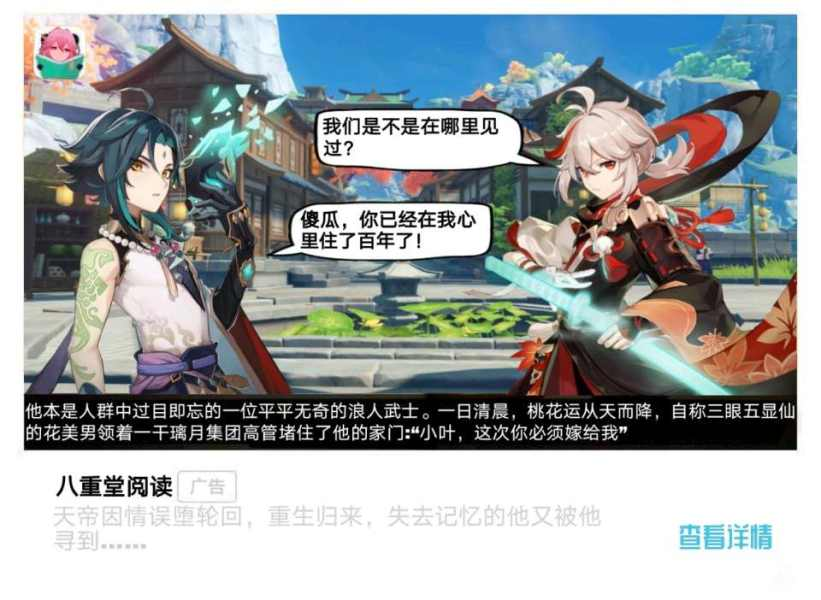 我们是不是在哪里见
过？
傻瓜，你已经在我心
里住了百年了!
他本是人群中过目即忘的一位平平无奇的浪人武士。一日清晨，桃花运从天而降，自称三眼五显仙
的花美男领着一干璃月集团高管堵住了他的家门:“小叶，这次你必须嫁给我”
八重堂阅读 广告
天帝因情误堕轮回，重生归来，失去记忆的他又被他
寻到......
查看详情